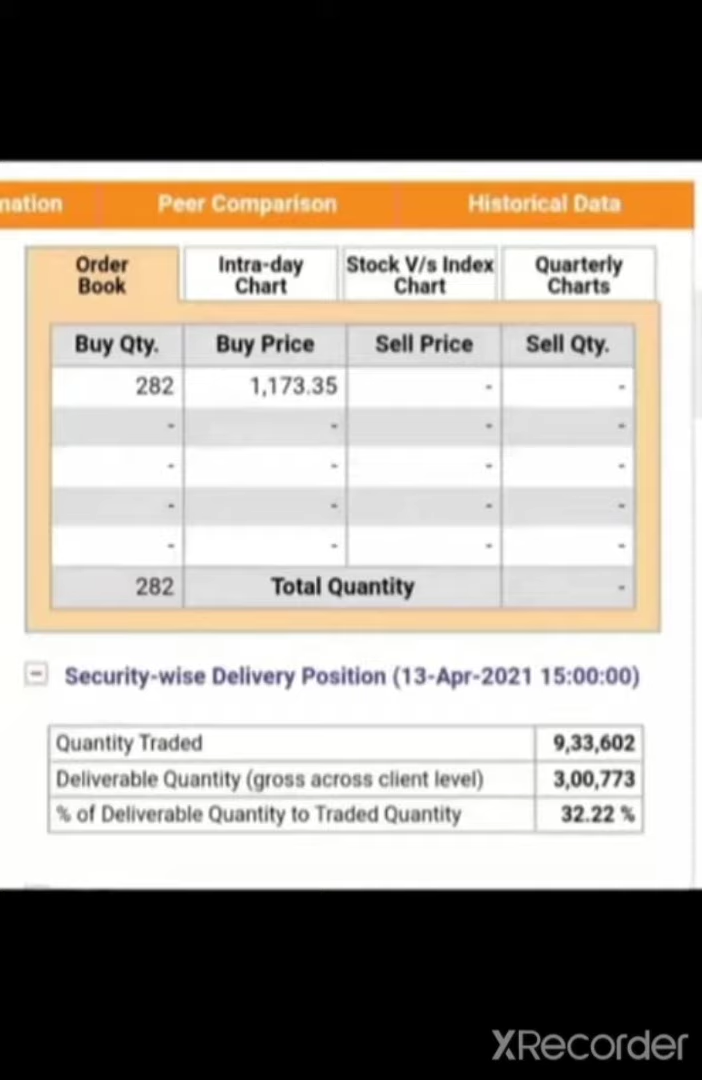 mation Peer Comparison Historical Data
Order Book Intra-day Chart Stock V/s Index Chart Quarterly Charts
Buy Qty. Buy Price Sell Price Sell Qty.
282 1,173.35 - -
- - - -
- - - -
- - - -
- - - -
282 Total Quantity -
Security-wise Delivery Position (13-Apr-2021 15:00:00)
Quantity Traded 9,33,602
Deliverable Quantity (gross across client level) 3,00,773
% of Deliverable Quantity to Traded Quantity 32.22 %
XRecorder